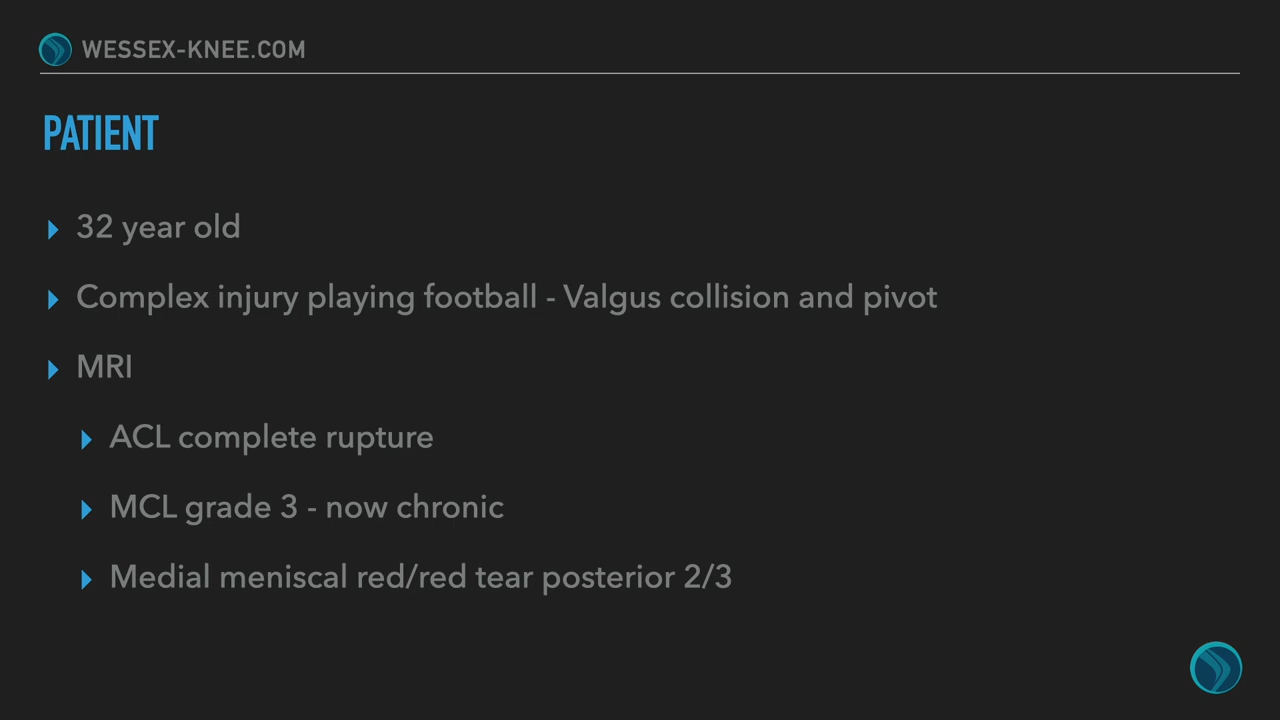 WESSEX-KNEE.COM
PATIENT
32 year old
Complex injury playing football - Valgus collision and pivot
MRI
ACL complete rupture
MCL grade 3 - now chronic
Medial meniscal red/red tear posterior 2/3